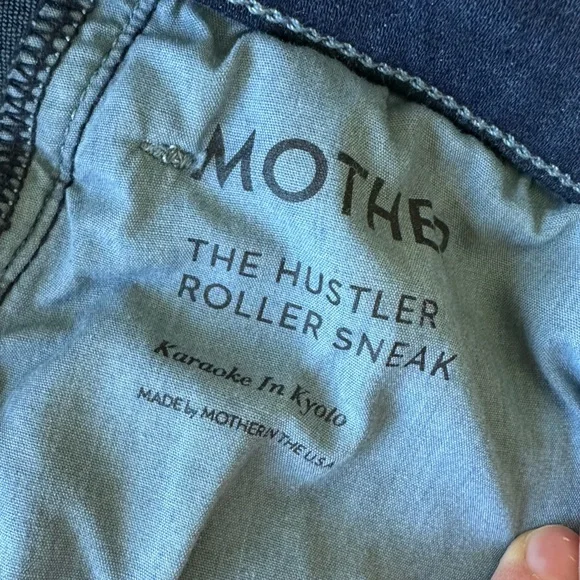 MOTHER
THE HUSTLER
ROLLER SNEAK
Karaoke In Kyoto
MADE by MOTHER IN THE U.S.A